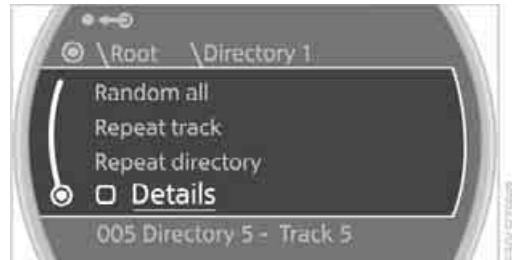 \Root \Directory 1
Random all
Repeat track
Repeat directory
Details
005 Directory 5 - Track 5